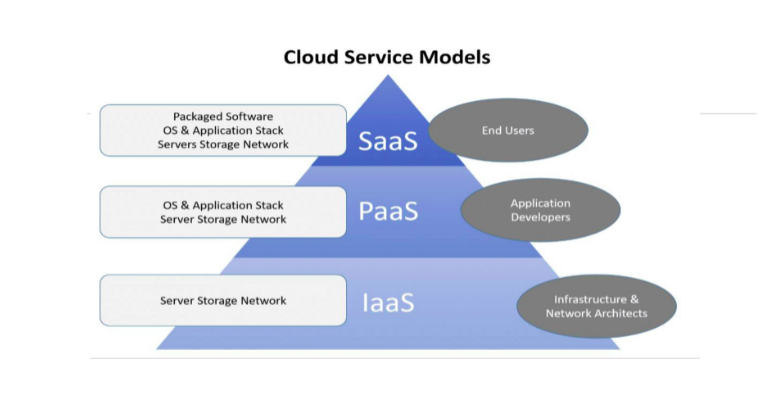 Cloud Service Models
Packaged Software
OS & Application Stack
Servers Storage Network
SaaS
End Users
OS & Application Stack
Server Storage Network
PaaS
Application
Developers
Server Storage Network
IaaS
Infrastructure &
Network Architects